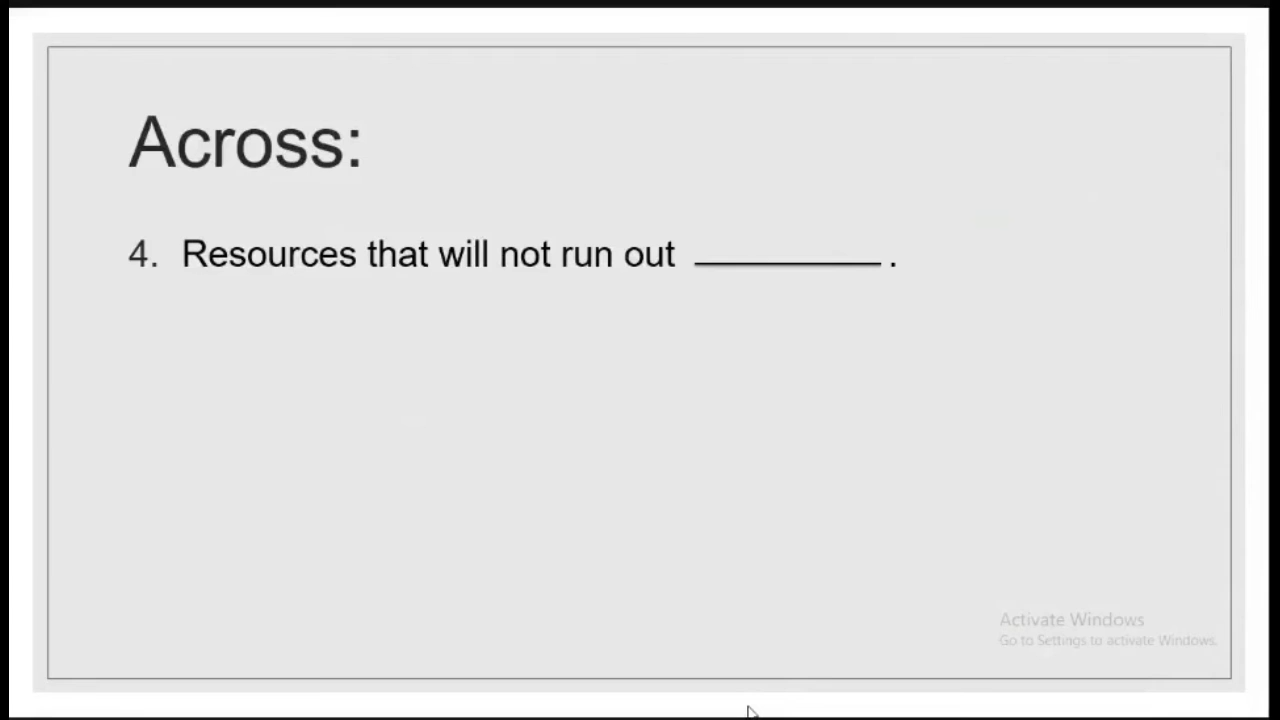 Across:
4. Resources that will not run out __________.
Activate Windows
Go to Settings to activate Windows.